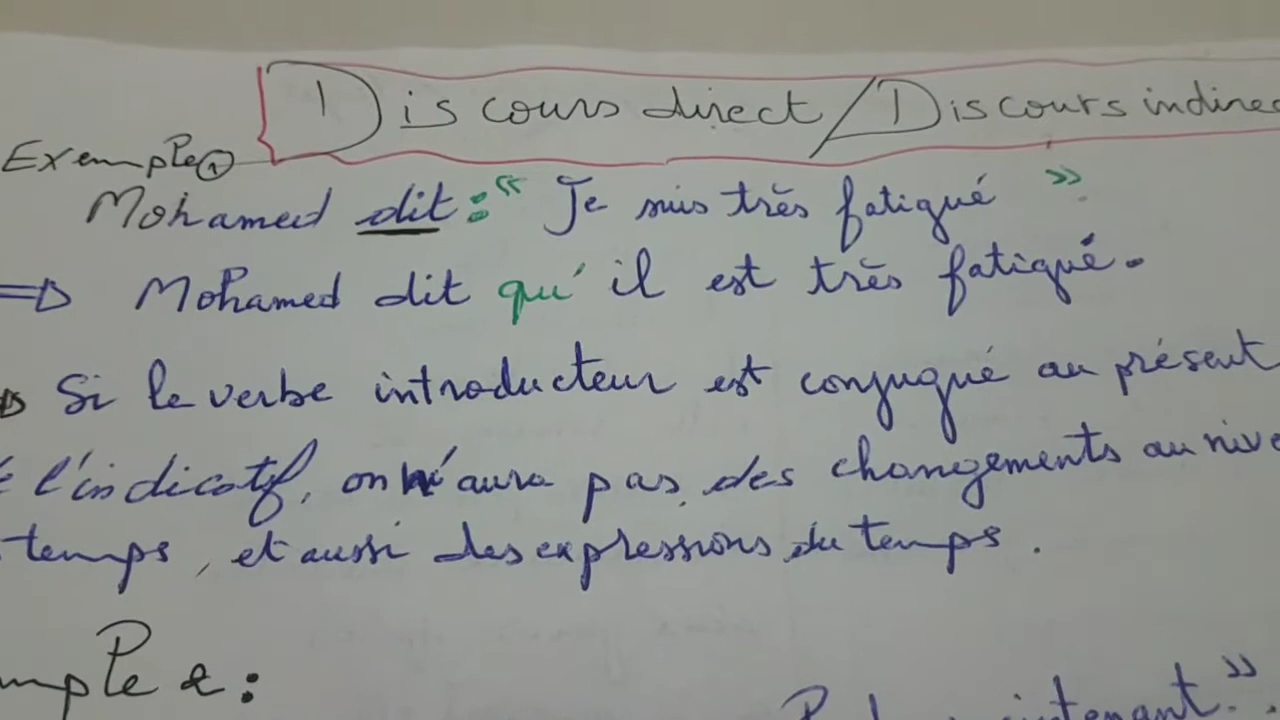 Discours direct / Discours indirec
Exemple 1
Mohamed dit : « Je suis très fatigué ».
⇒ Mohamed dit qu'il est très fatigué.
Si le verbe introducteur est conjugué au présent
l'indicatif, on n'aura pas des changements au nive
temps, et aussi des expressions du temps.
mple 2 :
intenant. ».